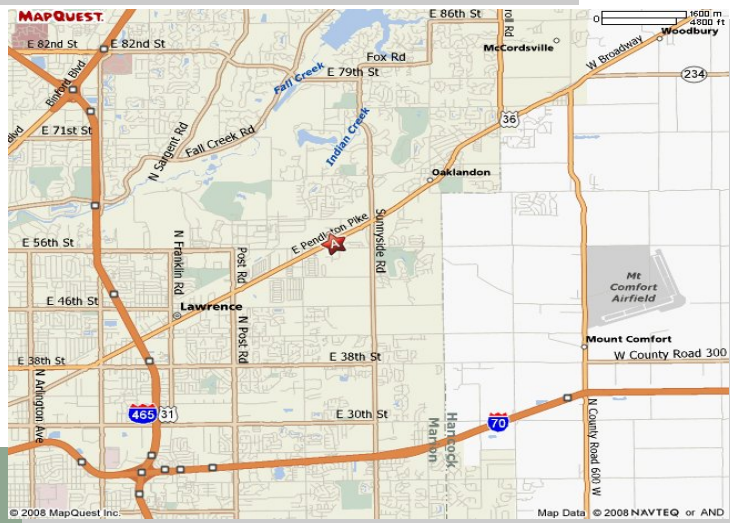 MAPQUEST.
E 86th St
0
1600 m
4800 ft
Woodbury
E 82nd St
E 82nd St
McCordsville
W Broadway
Fox Rd
E 79th St
Fall Creek
234
Binford Blvd
Blvd
E 71st St
36
Indian Creek
Fall Creek Rd
N Sargent Rd
Oaklandon
Sunnyside Rd
E Pendleton Pike
A
E 56th St
N Franklin Rd
Post Rd
Mt
Comfort
Airfield
E 46th St
Lawrence
N Post Rd
Mount Comfort
E 38th St
E 38th St
W County Road 300
N Arlington Ave
465
31
E 30th St
70
Marion
Hancock
N County Road 600 W
© 2008 MapQuest Inc.
Map Data © 2008 NAVTEQ or AND